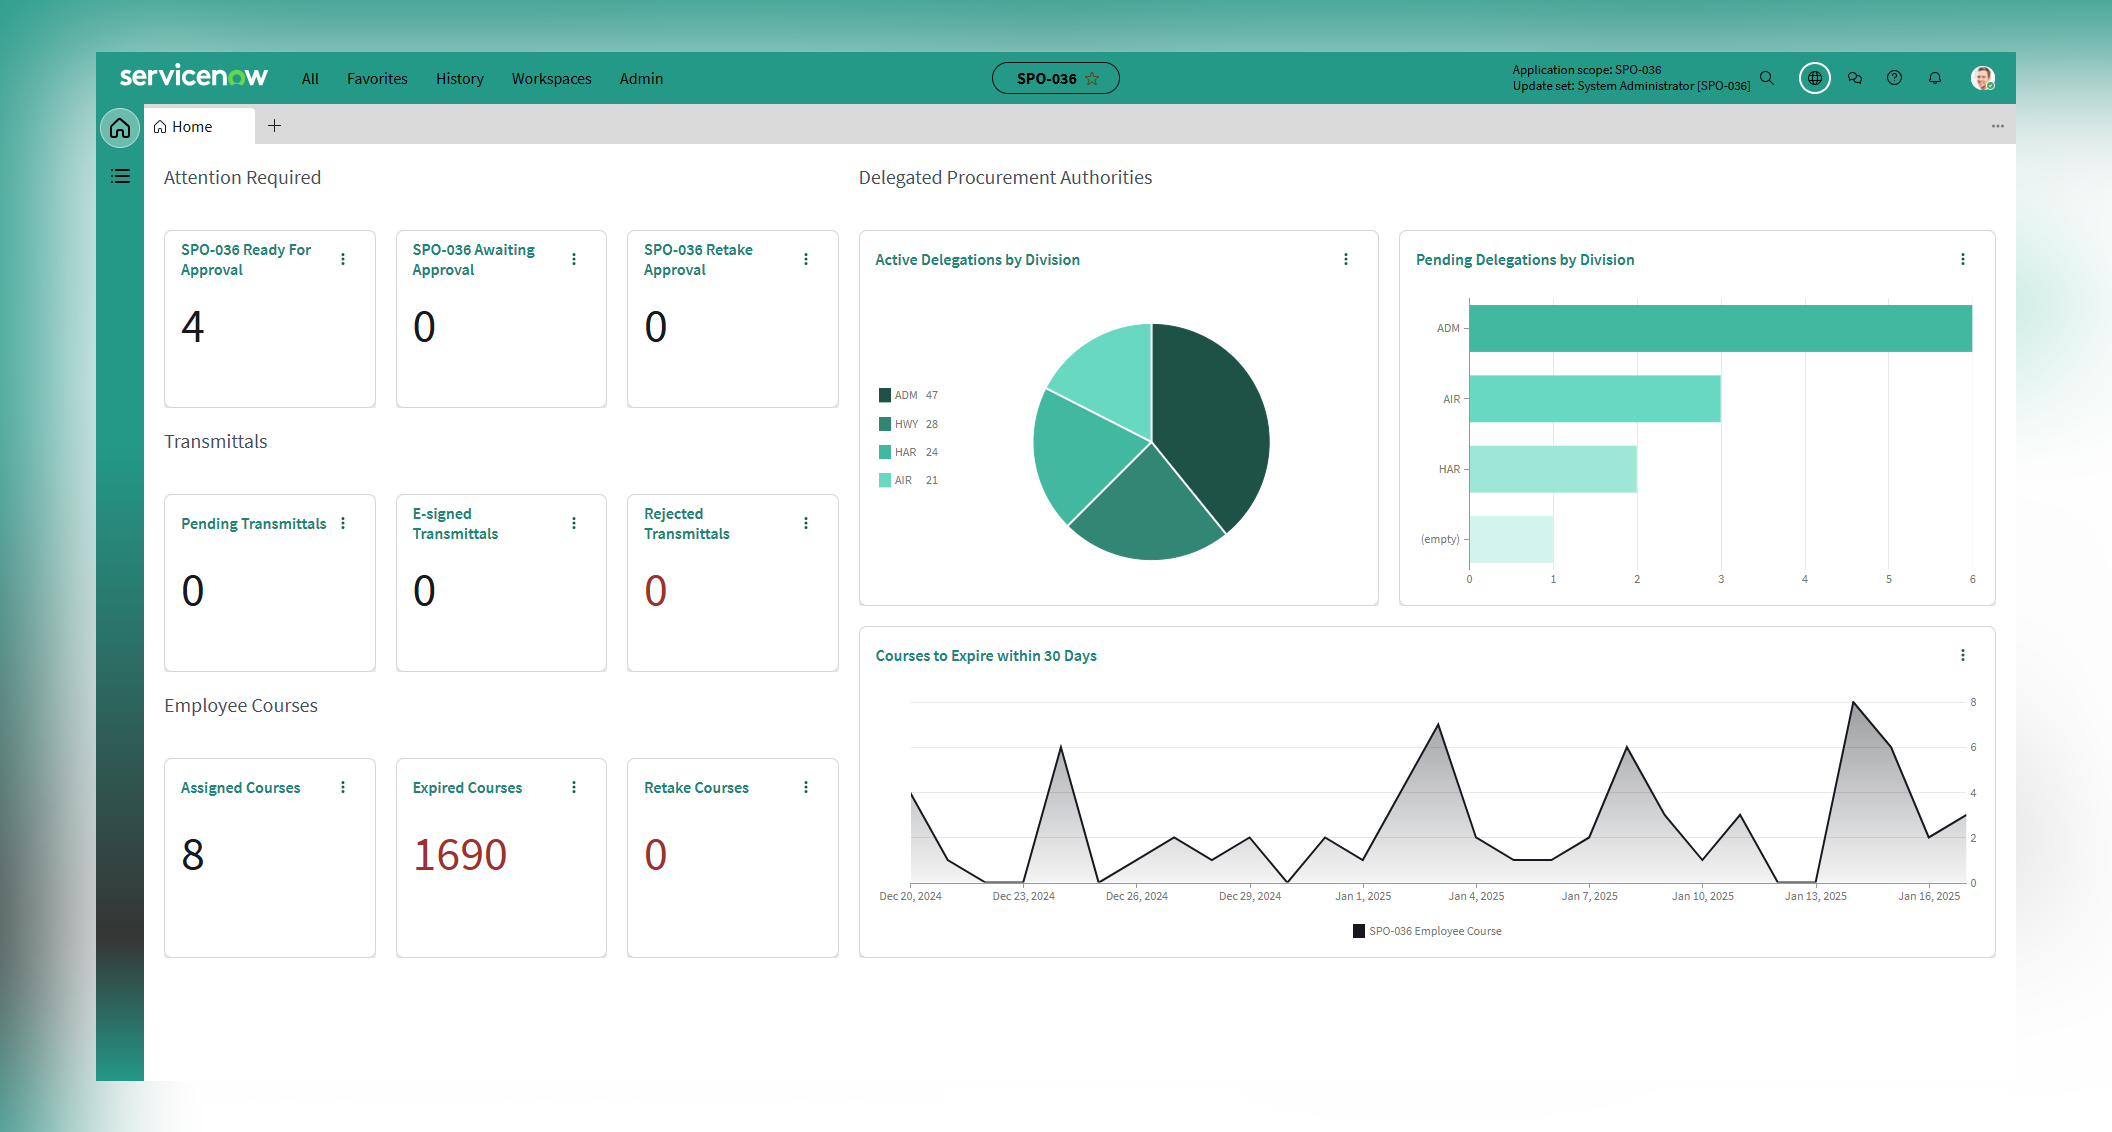 servicenow All Favorites History Workspaces Admin SPO-036 Application scope: SPO-036
Update set: System Administrator [SPO-036]
Home
Attention Required
SPO-036 Ready For
Approval
4
SPO-036 Awaiting
Approval
0
SPO-036 Retake
Approval
0
Transmittals
Pending Transmittals
0
E-signed
Transmittals
0
Rejected
Transmittals
0
Employee Courses
Assigned Courses
8
Expired Courses
1690
Retake Courses
0
Delegated Procurement Authorities
Active Delegations by Division
ADM 47
HWY 28
HAR 24
AIR 21
Pending Delegations by Division
ADM
AIR
HAR
(empty)
0 1 2 3 4 5 6
Courses to Expire within 30 Days
8
6
4
2
0
Dec 20, 2024 Dec 23, 2024 Dec 26, 2024 Dec 29, 2024 Jan 1, 2025 Jan 4, 2025 Jan 7, 2025 Jan 10, 2025 Jan 13, 2025 Jan 16, 2025
SPO-036 Employee Course